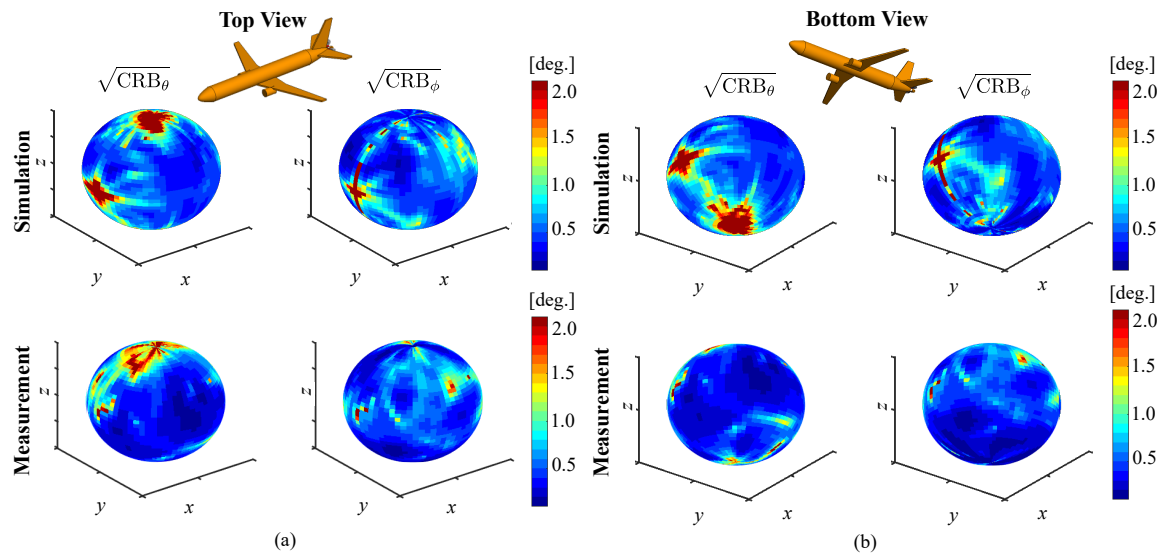 Top View
√CRB_θ
√CRB_ϕ
[deg.]
Simulation
z
y
x
z
2.0
1.5
1.0
0.5
Measurement
z
y
x
z
y
x
[deg.]
2.0
1.5
1.0
0.5
(a)
Bottom View
√CRB_θ
√CRB_ϕ
[deg.]
Simulation
z
y
x
z
y
x
2.0
1.5
1.0
0.5
Measurement
z
y
x
z
y
x
[deg.]
2.0
1.5
1.0
0.5
(b)